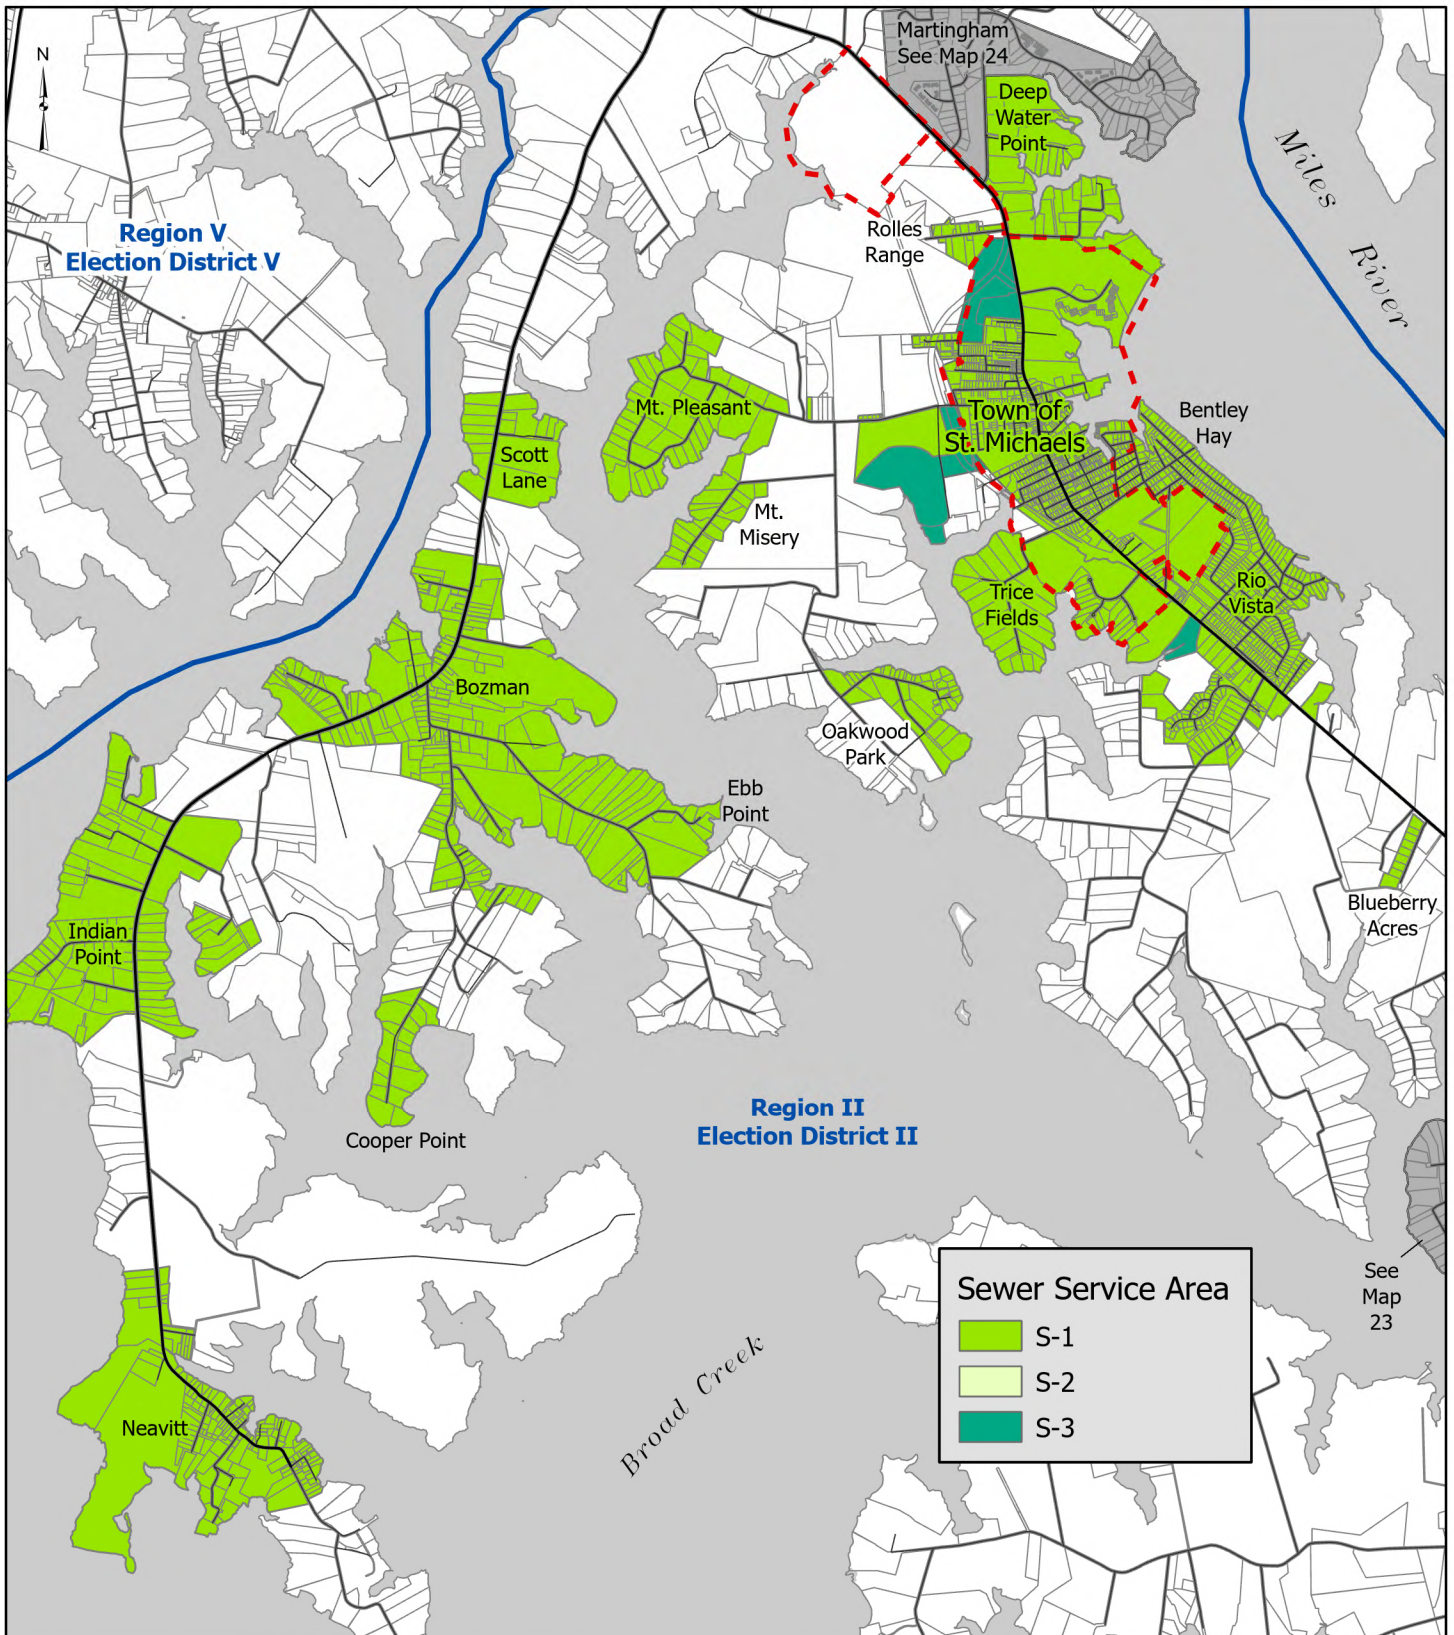 Martingham
See Map 24
N
Deep
Water
Point
Miles
River
Region V
Election District V
Rolles
Range
Mt. Pleasant
Town of
St. Michaels
Bentley
Hay
Scott
Lane
Mt.
Misery
Trice
Fields
Rio
Vista
Bozman
Oakwood
Park
Ebb
Point
Blueberry
Acres
Indian
Point
Region II
Election District II
Cooper Point
Sewer Service Area
S-1
S-2
S-3
See
Map
23
Broad Creek
Neavitt